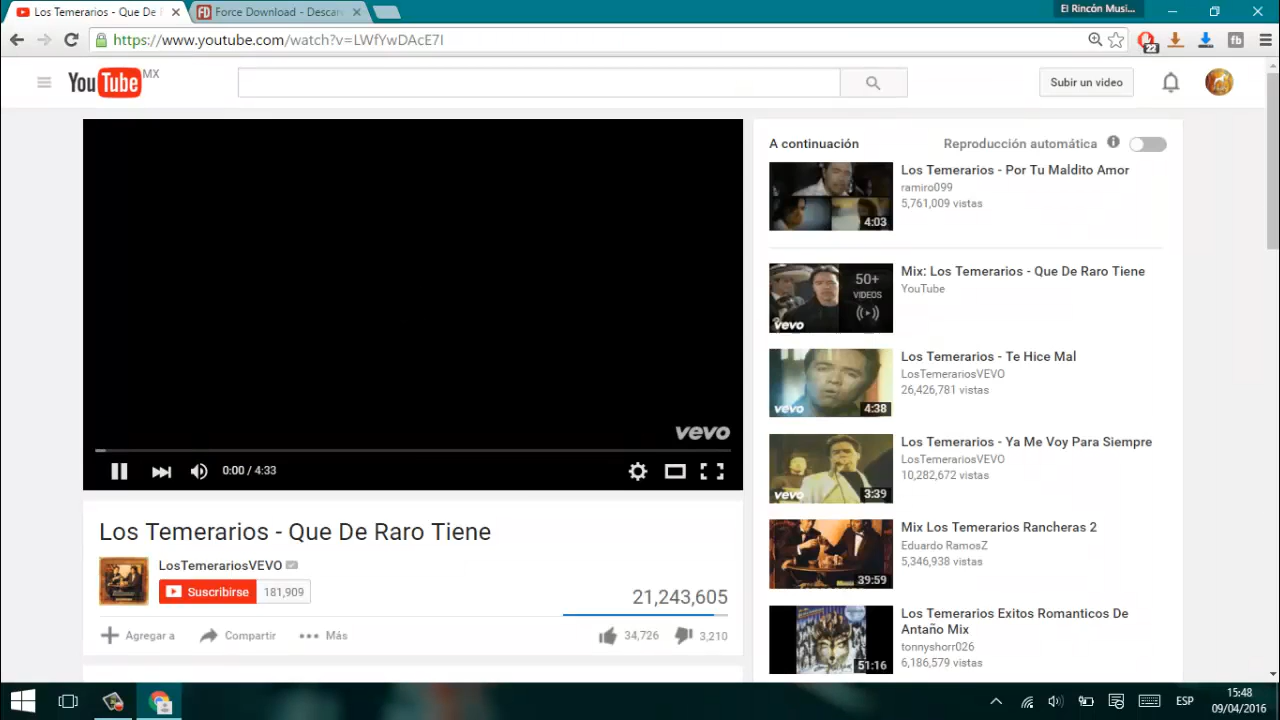 Los Temerarios - Que De
Force Download - Descar
El Rincón Musi...
https://www.youtube.com/watch?v=LWfYwDAcE7I
22
fb
YouTube MX
Subir un video
vevo
0:00 / 4:33
Los Temerarios - Que De Raro Tiene
LosTemerariosVEVO
Suscribirse 181,909
21,243,605
Agregar a Compartir Más 34,726 3,210
A continuación Reproducción automática
Los Temerarios - Por Tu Maldito Amor
ramiro099
5,761,009 vistas
4:03
Mix: Los Temerarios - Que De Raro Tiene
YouTube
50+
VIDEOS
vevo
Los Temerarios - Te Hice Mal
LosTemerariosVEVO
26,426,781 vistas
vevo 4:38
Los Temerarios - Ya Me Voy Para Siempre
LosTemerariosVEVO
10,282,672 vistas
vevo 3:39
Mix Los Temerarios Rancheras 2
Eduardo RamosZ
5,346,938 vistas
39:59
Los Temerarios Exitos Romanticos De
Antaño Mix
tonnyshorr026
6,186,579 vistas
51:16
ESP
15:48
09/04/2016